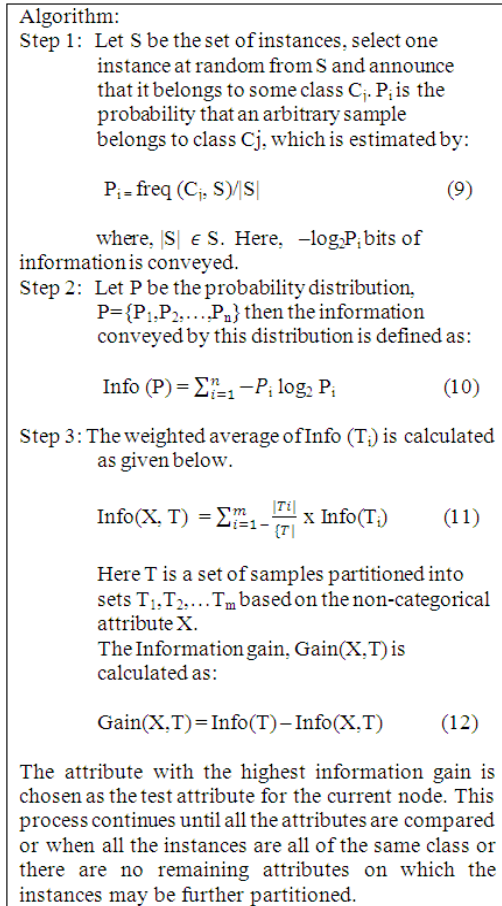 Algorithm:
Step 1: Let S be the set of instances, select one
instance at random from S and announce
that it belongs to some class Cⱼ. Pᵢ is the
probability that an arbitrary sample
belongs to class Cj, which is estimated by:
Pᵢ = freq (Cⱼ, S)/|S| (9)
where, |S| ϵ S. Here, –log₂Pᵢ bits of
information is conveyed.
Step 2: Let P be the probability distribution,
P={P₁,P₂,…,Pₙ} then the information
conveyed by this distribution is defined as:
Info (P) = ∑ⁿᵢ₌₁ −Pᵢ log₂ Pᵢ (10)
Step 3: The weighted average of Info (Tᵢ) is calculated
as given below.
Info(X, T) = ∑ᵐᵢ₌₁₋ |Ti|/{T| x Info(Tᵢ) (11)
Here T is a set of samples partitioned into
sets T₁,T₂,…Tₘ based on the non-categorical
attribute X.
The Information gain, Gain(X,T) is
calculated as:
Gain(X,T) = Info(T) – Info(X,T) (12)
The attribute with the highest information gain is
chosen as the test attribute for the current node. This
process continues until all the attributes are compared
or when all the instances are all of the same class or
there are no remaining attributes on which the
instances may be further partitioned.